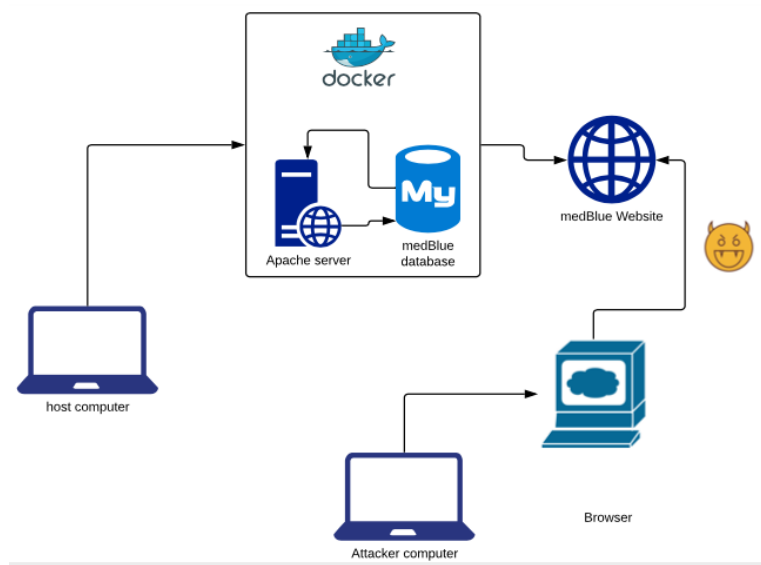 docker
My
Apache server
medBlue
database
medBlue Website
host computer
Browser
Attacker computer